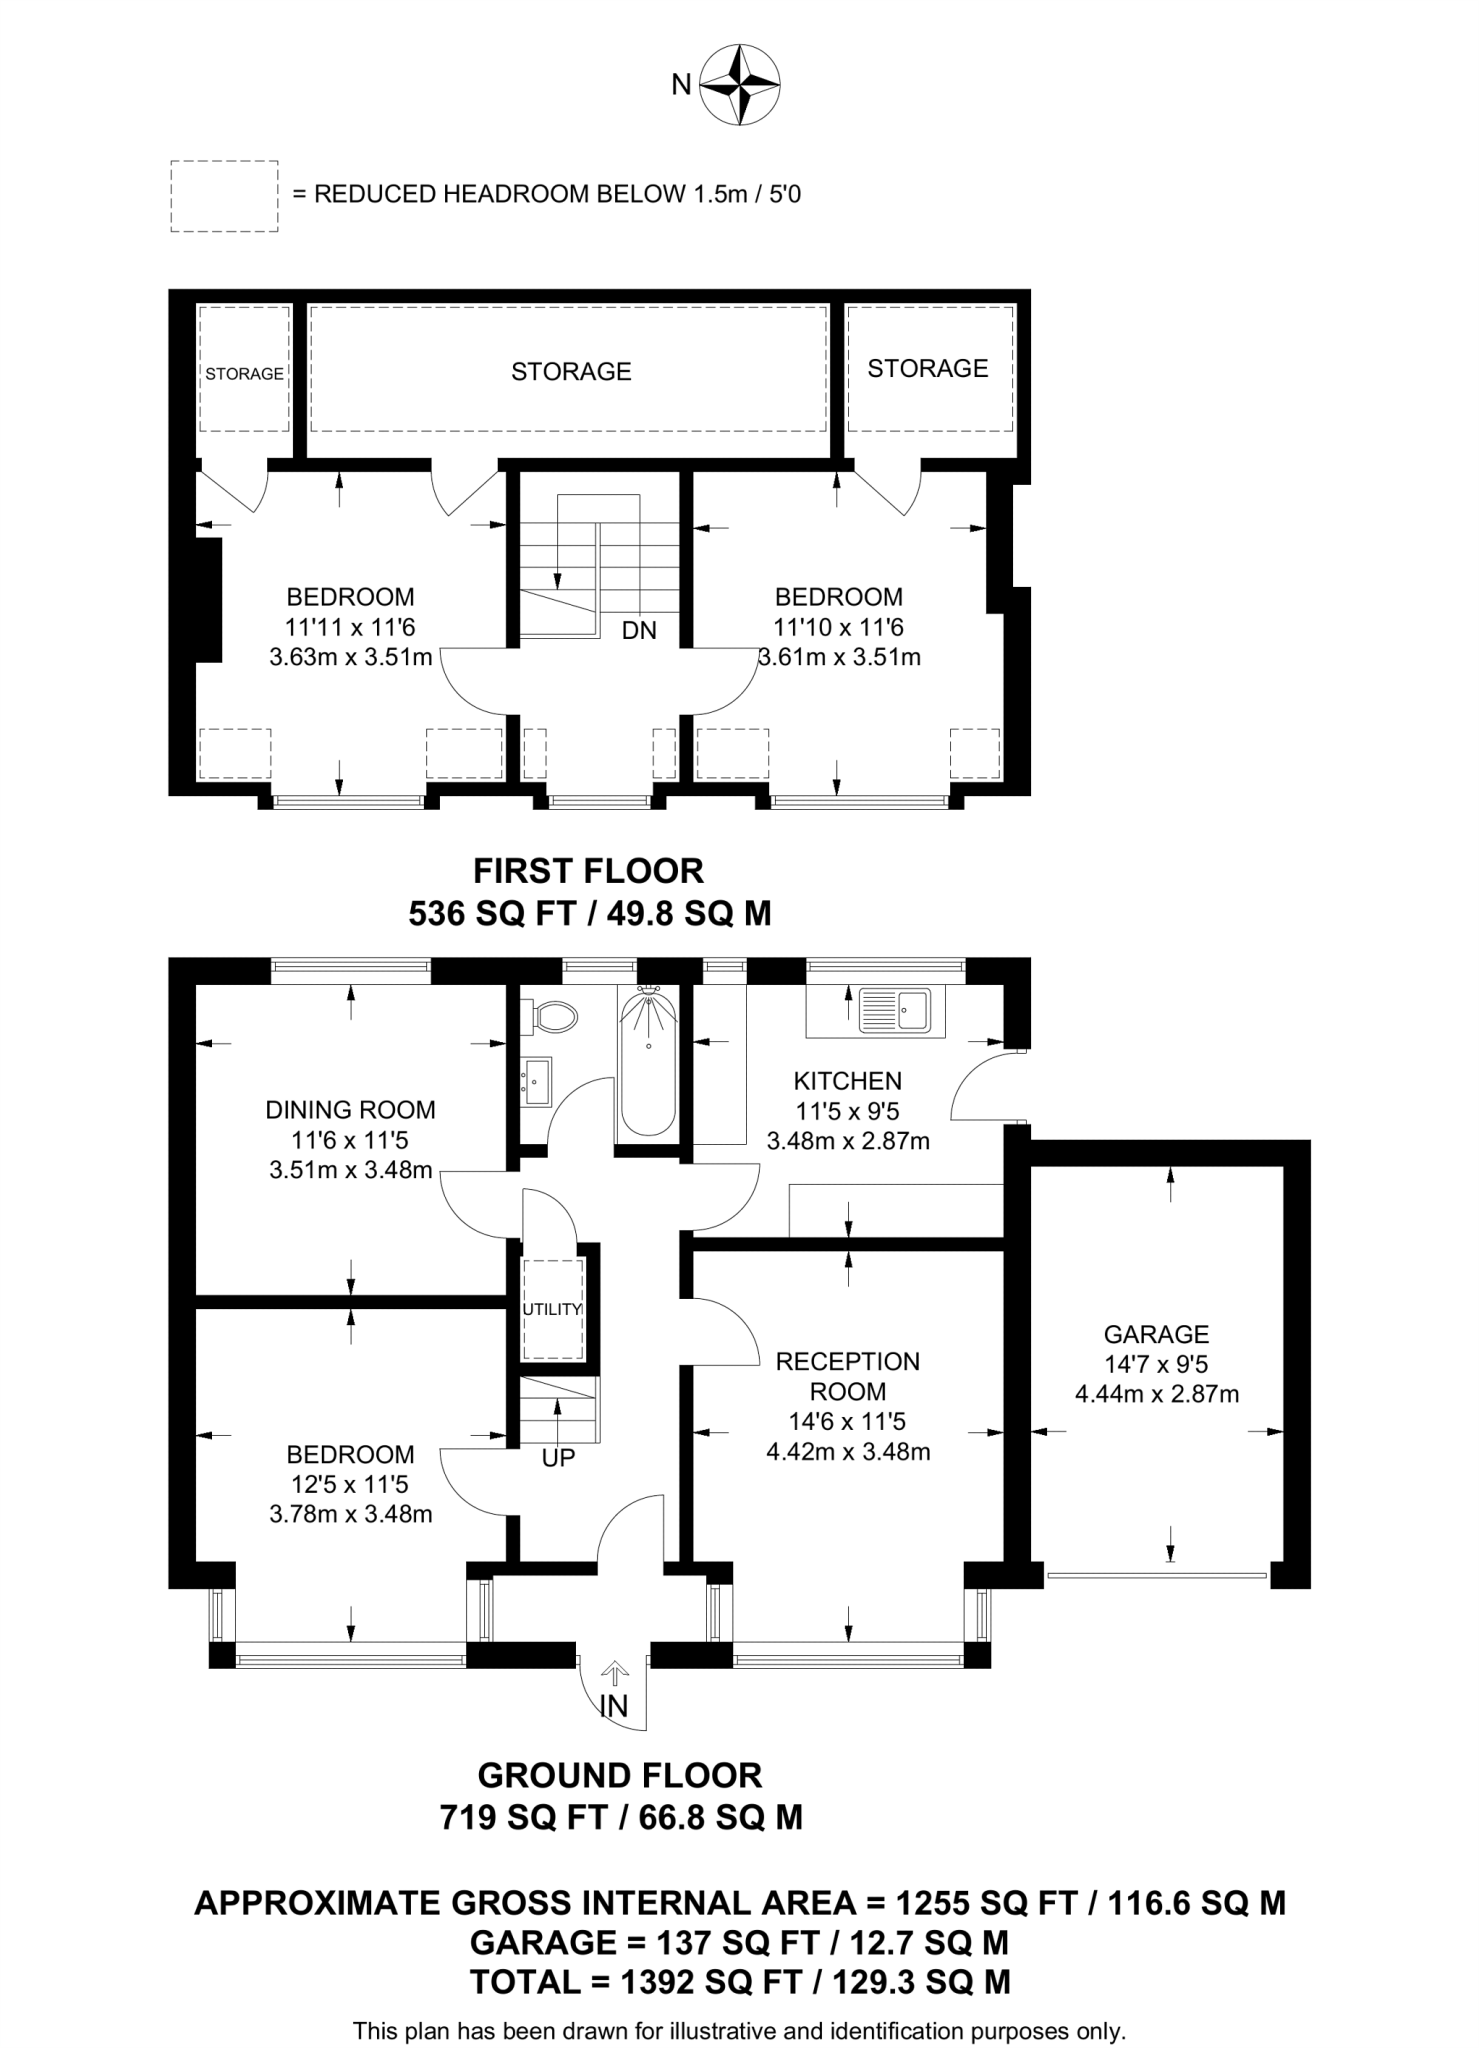 N
= REDUCED HEADROOM BELOW 1.5m / 5'0
STORAGE
STORAGE
STORAGE
BEDROOM
11'11 x 11'6
3.63m x 3.51m
DN
BEDROOM
11'10 x 11'6
3.61m x 3.51m
FIRST FLOOR
536 SQ FT / 49.8 SQ M
DINING ROOM
11'6 x 11'5
3.51m x 3.48m
KITCHEN
11'5 x 9'5
3.48m x 2.87m
UTILITY
BEDROOM
12'5 x 11'5
3.78m x 3.48m
UP
RECEPTION
ROOM
14'6 x 11'5
4.42m x 3.48m
GARAGE
14'7 x 9'5
4.44m x 2.87m
IN
GROUND FLOOR
719 SQ FT / 66.8 SQ M
APPROXIMATE GROSS INTERNAL AREA = 1255 SQ FT / 116.6 SQ M
GARAGE = 137 SQ FT / 12.7 SQ M
TOTAL = 1392 SQ FT / 129.3 SQ M
This plan has been drawn for illustrative and identification purposes only.